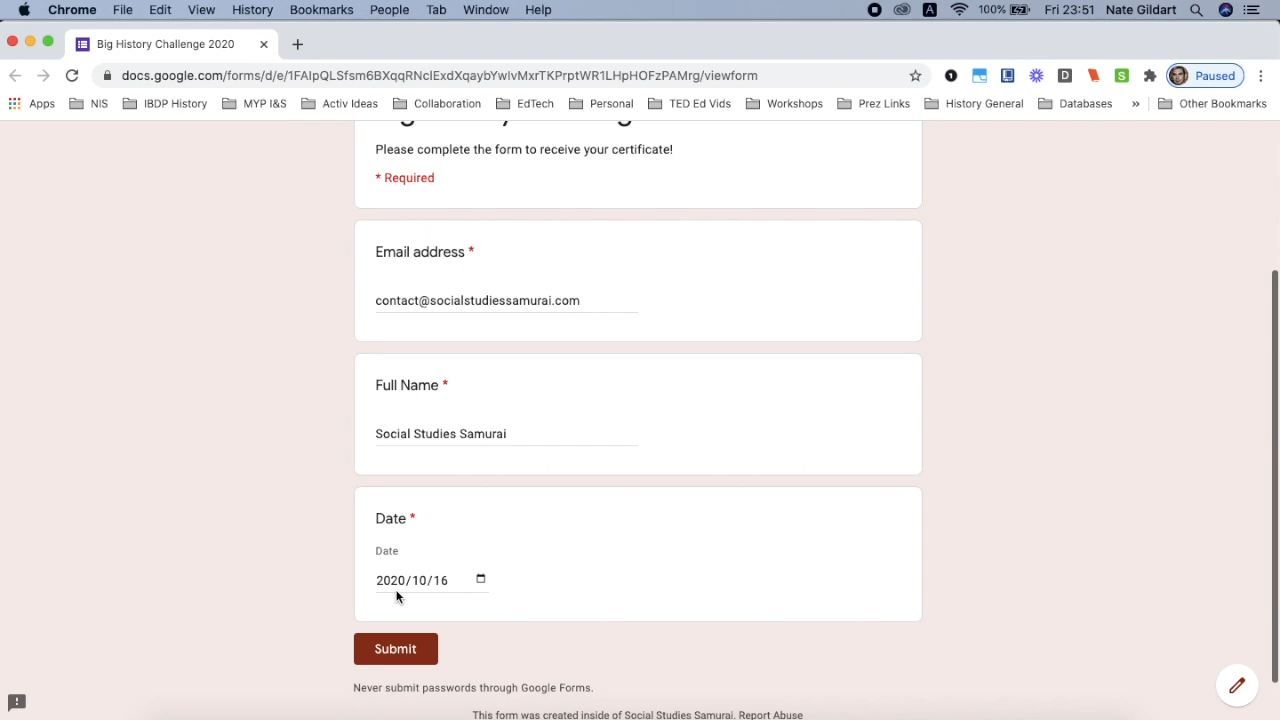 Chrome File Edit View History Bookmarks People Tab Window Help A 100% Fri 23:51 Nate Gildart
Big History Challenge 2020
docs.google.com/forms/d/e/1FAIpQLSfsm6BXqqRNclExdXqaybYwlvMxrTKPrptWR1LHpHOFzPAMrg/viewform Paused
Apps NIS IBDP History MYP I&S Activ Ideas Collaboration EdTech Personal TED Ed Vids Workshops Prez Links History General Databases » Other Bookmarks
Please complete the form to receive your certificate!
* Required
Email address *
contact@socialstudiessamurai.com
Full Name *
Social Studies Samurai
Date *
Date
2020/10/16
Submit
Never submit passwords through Google Forms.
This form was created inside of Social Studies Samurai. Report Abuse